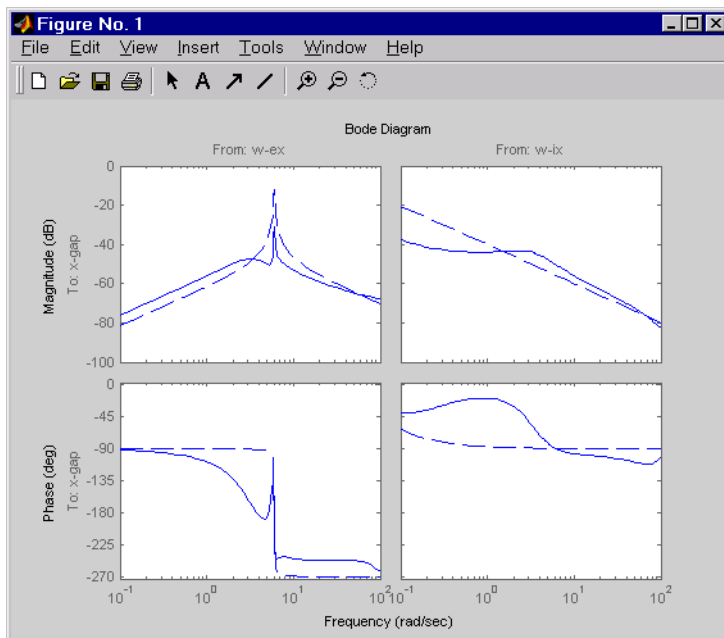 Figure No. 1
File Edit View Insert Tools Window Help
A
Bode Diagram
From: w-ex
From: w-ix
Magnitude (dB)
To: x-gap
0
-20
-40
-60
-80
-100
Phase (deg)
To: x-gap
0
-45
-90
-135
-180
-225
-270
10^-1 10^0 10^1 10^2
10^-1 10^0 10^1 10^2
Frequency (rad/sec)